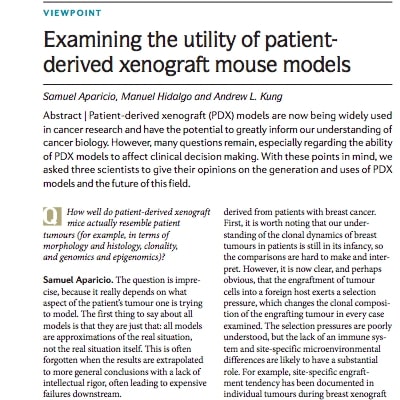 VIEWPOINT
Examining the utility of patient-
derived xenograft mouse models
Samuel Aparicio, Manuel Hidalgo and Andrew L. Kung
Abstract | Patient-derived xenograft (PDX) models are now being widely used
in cancer research and have the potential to greatly inform our understanding of
cancer biology. However, many questions remain, especially regarding the ability
of PDX models to affect clinical decision making. With these points in mind, we
asked three scientists to give their opinions on the generation and uses of PDX
models and the future of this field.
Q How well do patient-derived xenograft
mice actually resemble patient
tumours (for example, in terms of
morphology and histology, clonality,
and genomics and epigenomics)?
Samuel Aparicio. The question is impre-
cise, because it really depends on what
aspect of the patient's tumour one is trying
to model. The first thing to say about all
models is that they are just that: all models
are approximations of the real situation,
not the real situation itself. This is often
forgotten when the results are extrapolated
to more general conclusions with a lack of
intellectual rigor, often leading to expensive
failures downstream.
derived from patients with breast cancer.
First, it is worth noting that our under-
standing of the clonal dynamics of breast
tumours in patients is still in its infancy, so
the comparisons are hard to make and inter-
pret. However, it is now clear, and perhaps
obvious, that the engraftment of tumour
cells into a foreign host exerts a selection
pressure, which changes the clonal composi-
tion of the engrafting tumour in every case
examined. The selection pressures are poorly
understood, but the lack of an immune sys-
tem and site-specific microenvironmental
differences are likely to have a substantial
role. For example, site-specific engraft-
ment tendency has been documented in
individual tumours during breast xenograft